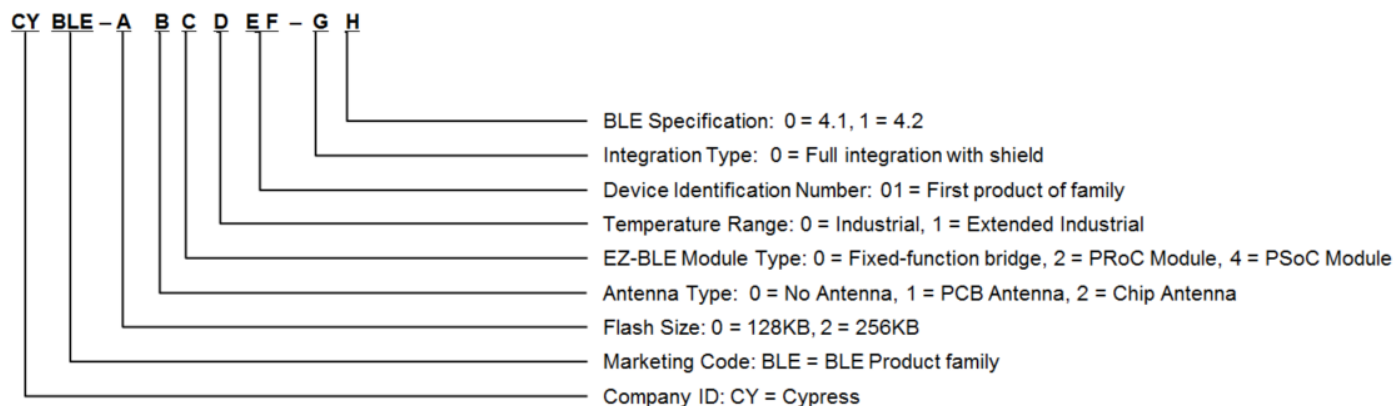 CY BLE – A B C D E F – G H
BLE Specification: 0 = 4.1, 1 = 4.2
Integration Type: 0 = Full integration with shield
Device Identification Number: 01 = First product of family
Temperature Range: 0 = Industrial, 1 = Extended Industrial
EZ-BLE Module Type: 0 = Fixed-function bridge, 2 = PRoC Module, 4 = PSoC Module
Antenna Type: 0 = No Antenna, 1 = PCB Antenna, 2 = Chip Antenna
Flash Size: 0 = 128KB, 2 = 256KB
Marketing Code: BLE = BLE Product family
Company ID: CY = Cypress